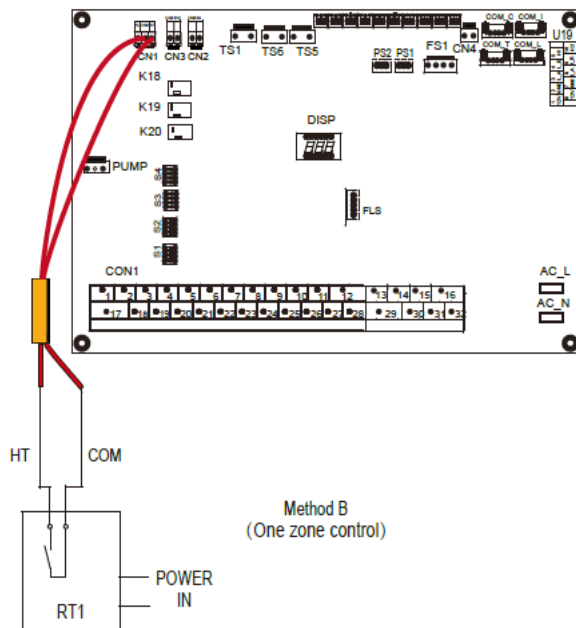 COM_C COM_I
TS1 TS6 TS5 CN4 U19
CN1 CN3 CN2 PS2 PS1 FS1 COM_T COM_L
K18
K19
K20
DISP
PUMP
S4
S3
S2
S1
FLS
CON1
AC_L
1 2 3 4 5 6 7 8 9 10 11 12 13 14 15 16
17 18 19 20 21 22 23 24 25 26 27 28 29 30 31 32
AC_N
HT COM
Method B
(One zone control)
POWER
IN
RT1